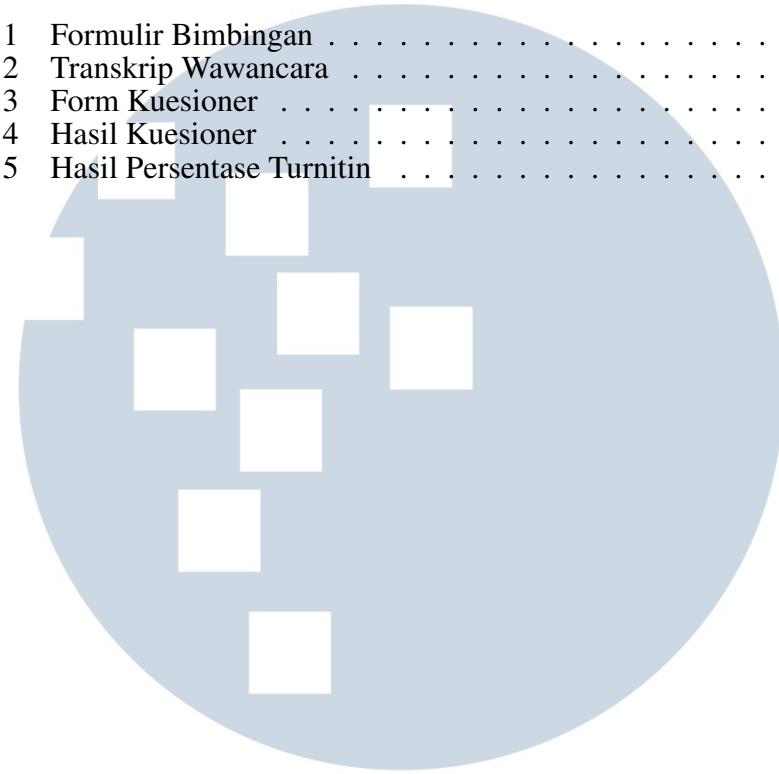 1 Formulir Bimbingan . . . . . . . . . . . . . . . . . . .
2 Transkrip Wawancara . . . . . . . . . . . . . . . . . .
3 Form Kuesioner . . . . . . . . . . . . . . . . . . . . .
4 Hasil Kuesioner . . . . . . . . . . . . . . . . . . . . .
5 Hasil Persentase Turnitin . . . . . . . . . . . . . . . .